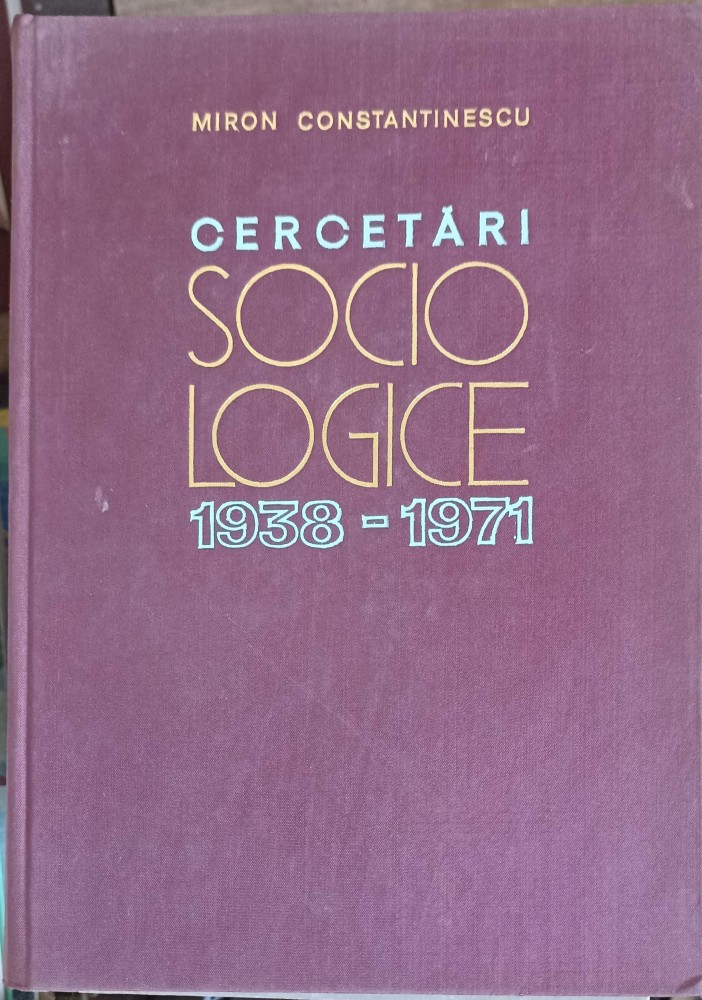 MIRON CONSTANTINESCU
CERCETĂRI
SOCIO
LOGICE
1938-1971